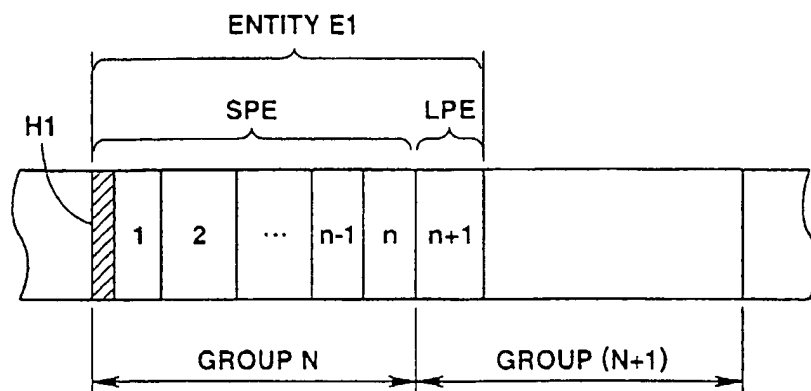 ENTITY E1
SPE LPE
H1
1 2 ... n-1 n n+1
GROUP N GROUP (N+1)